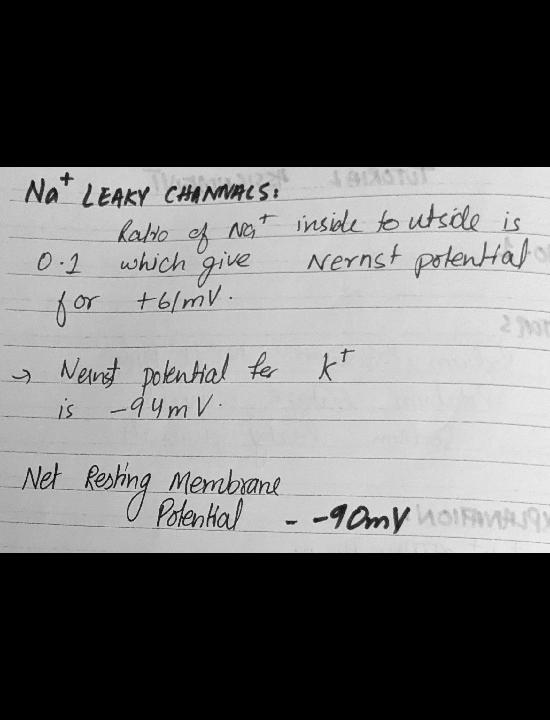 Na+ LEAKY CHANNALS:
Ratio of Na+ inside to utside is
0.1 which give Nernst potential
for +61mV.
→ Nernst potential for K+
is -94mV.
Net Resting Membrane
Potential - -90mV